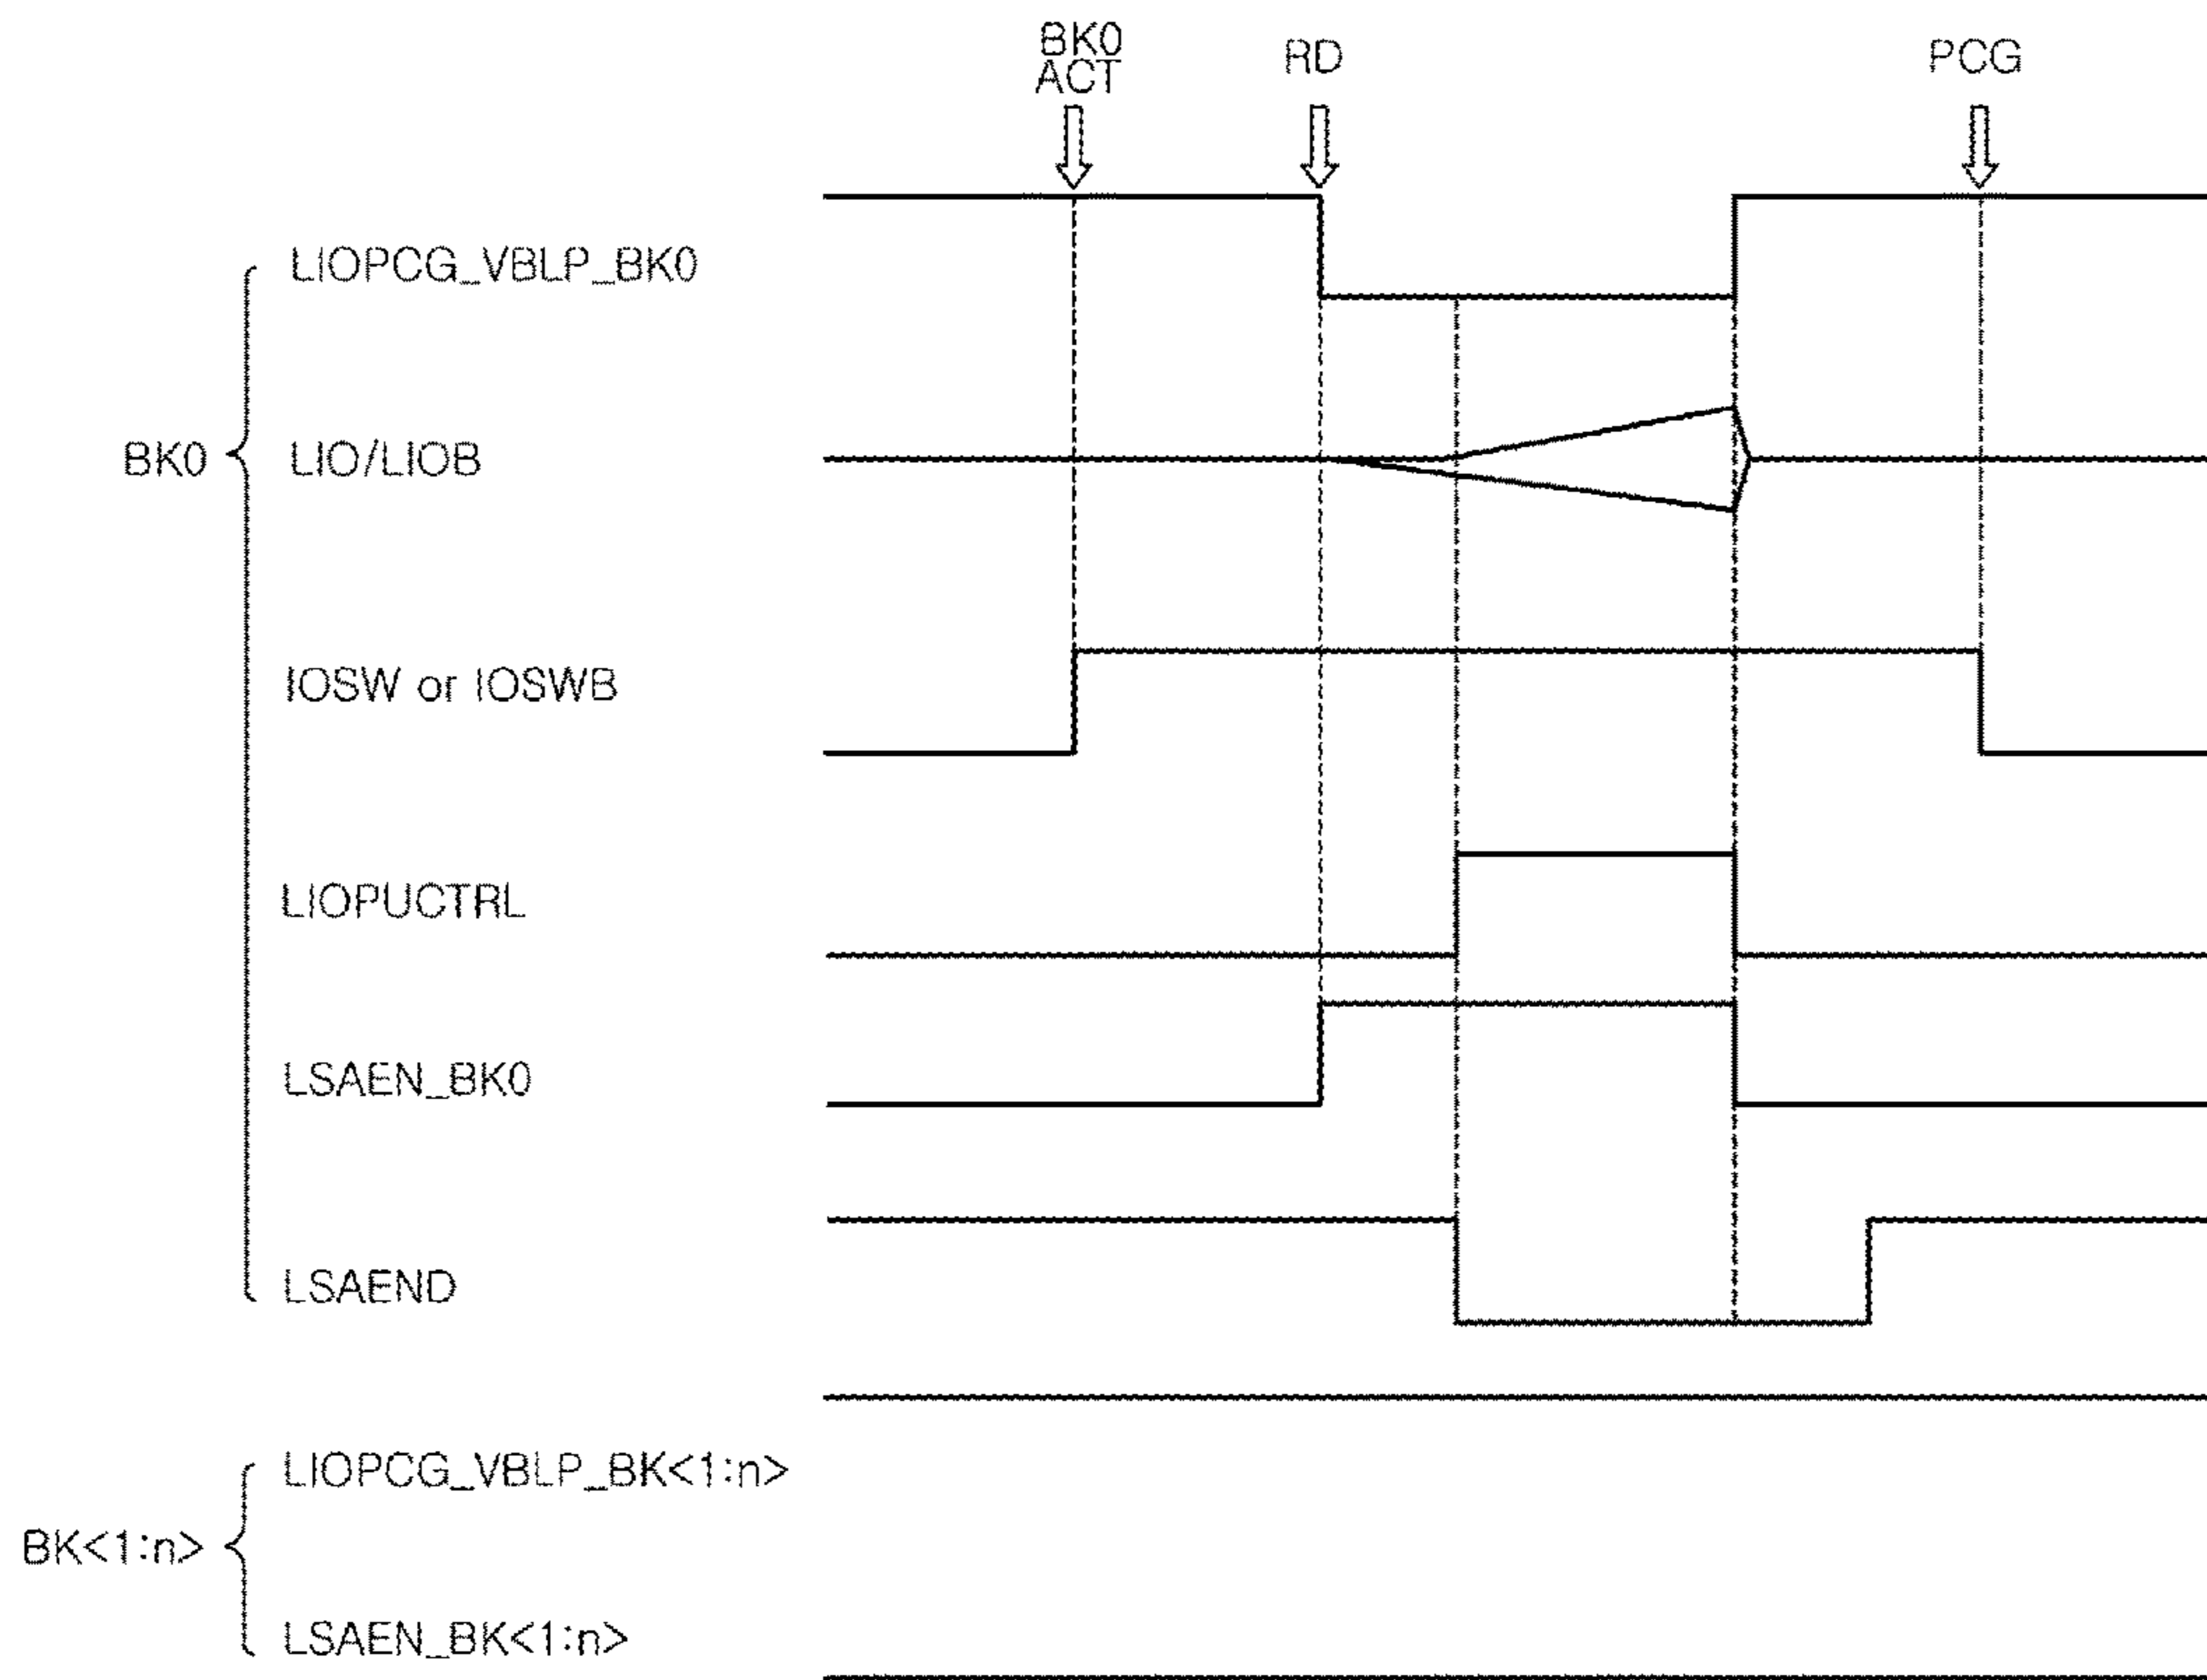 BK0
ACT
RD
PCG
LIOPCG_VBLP_BK0
BK0
LIO/LIOB
IOSW or IOSWB
LIOPUCTRL
LSAEN_BK0
LSAEND
LIOPCG_VBLP_BK<1:n>
BK<1:n>
LSAEN_BK<1:n>